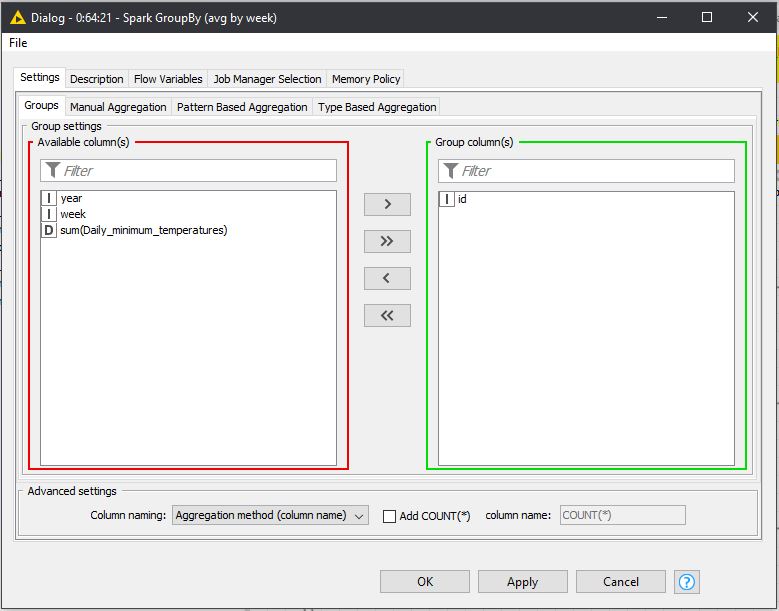 Dialog - 0:64:21 - Spark GroupBy (avg by week)
File
Settings Description Flow Variables Job Manager Selection Memory Policy
Groups Manual Aggregation Pattern Based Aggregation Type Based Aggregation
Group settings
Available column(s)
Filter
I year
I week
D sum(Daily_minimum_temperatures)
>
>>
<
<<
Group column(s)
Filter
I id
Advanced settings
Column naming: Aggregation method (column name) Add COUNT(*) column name: COUNT(*)
OK Apply Cancel ?